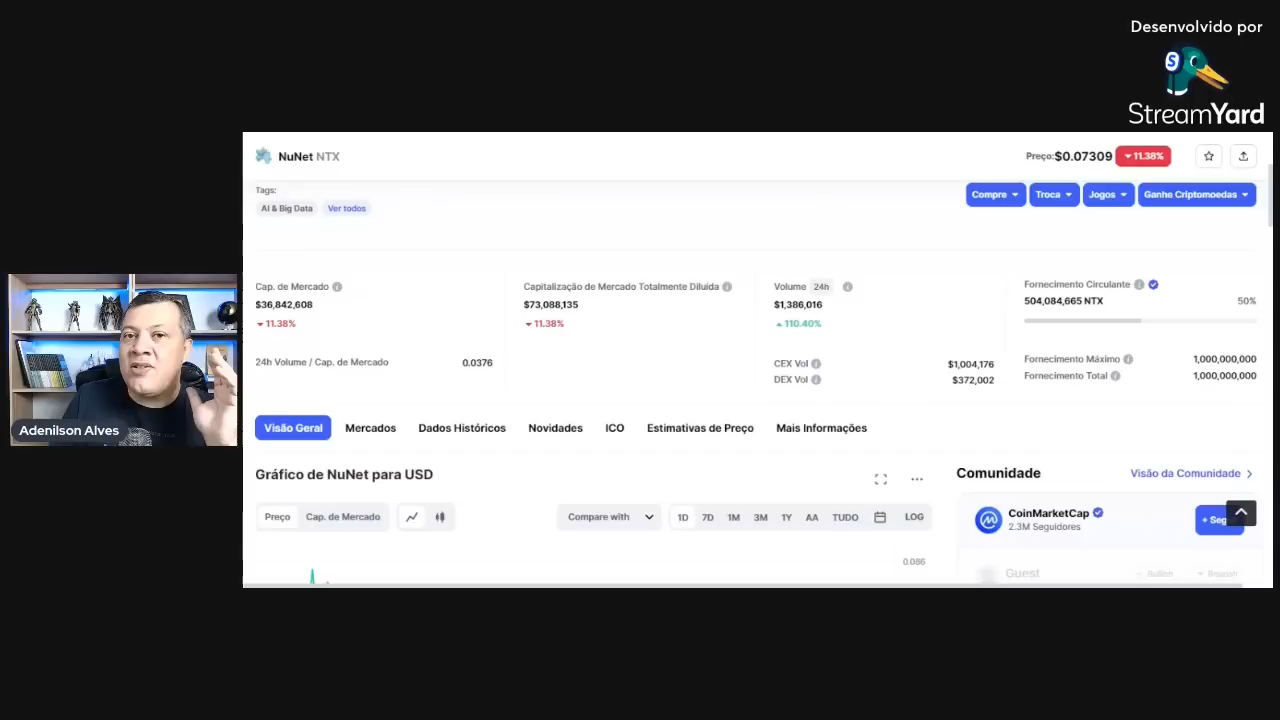 Desenvolvido por
StreamYard
NuNet NTX
Preço:$0.07309 11.38%
Tags:
AI & Big Data Ver todos
Compre Troca Jogos Ganhe Criptomoedas
Cap. de Mercado
$36,842,608
11.38%
24h Volume / Cap. de Mercado 0.0376
Capitalização de Mercado Totalmente Diluída
$73,088,135
11.38%
Volume 24h
$1,386,016
110.40%
CEX Vol $1,004,176
DEX Vol $372,002
Fornecimento Circulante
504,084,665 NTX 50%
Fornecimento Máximo 1,000,000,000
Fornecimento Total 1,000,000,000
Adenilson Alves
Visão Geral Mercados Dados Históricos Novidades ICO Estimativas de Preço Mais Informações
Gráfico de NuNet para USD
Preço Cap. de Mercado
Compare with 1D 7D 1M 3M 1Y AA TUDO LOG
0.086
Comunidade Visão da Comunidade
CoinMarketCap
2.3M Seguidores
Guest Bullish Bearish